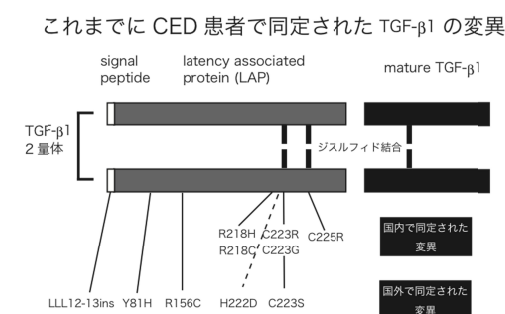 これまでに CED 患者で同定された TGF-β1 の変異
signal
peptide
latency associated
protein (LAP)
mature TGF-β1
TGF-β1
2 量体
ジスルフィド結合
R218H
C223R
C225R
R218C
C223G
国内で同定された
変異
LLL12-13ins
Y81H
R156C
H222D
C223S
国外で同定された
変異